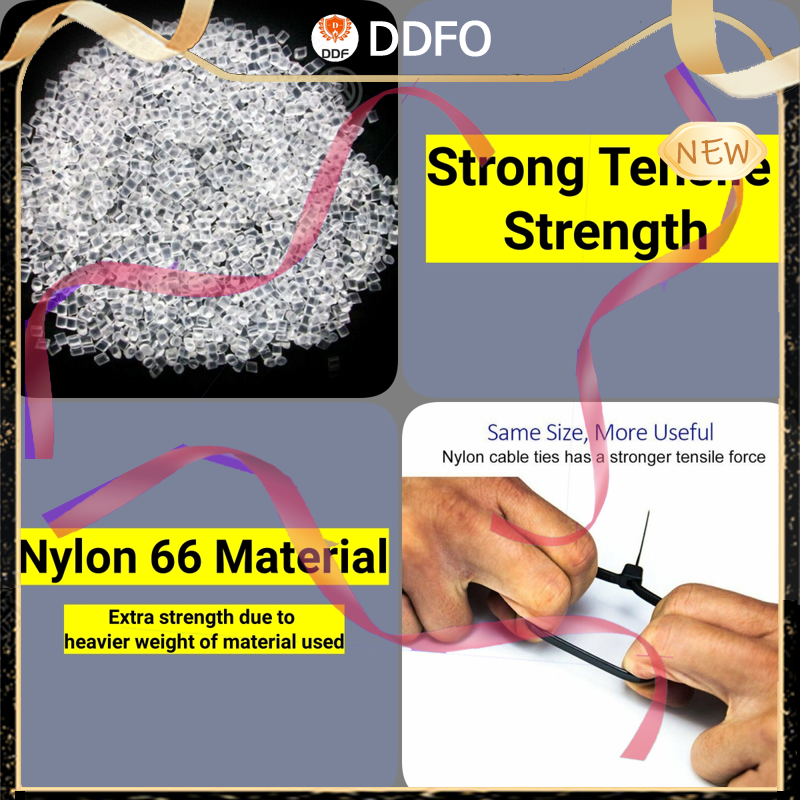 DDF
DDFO
NEW
Strong Tensile
Strength
Same Size, More Useful
Nylon cable ties has a stronger tensile force
Nylon 66 Material
Extra strength due to
heavier weight of material used